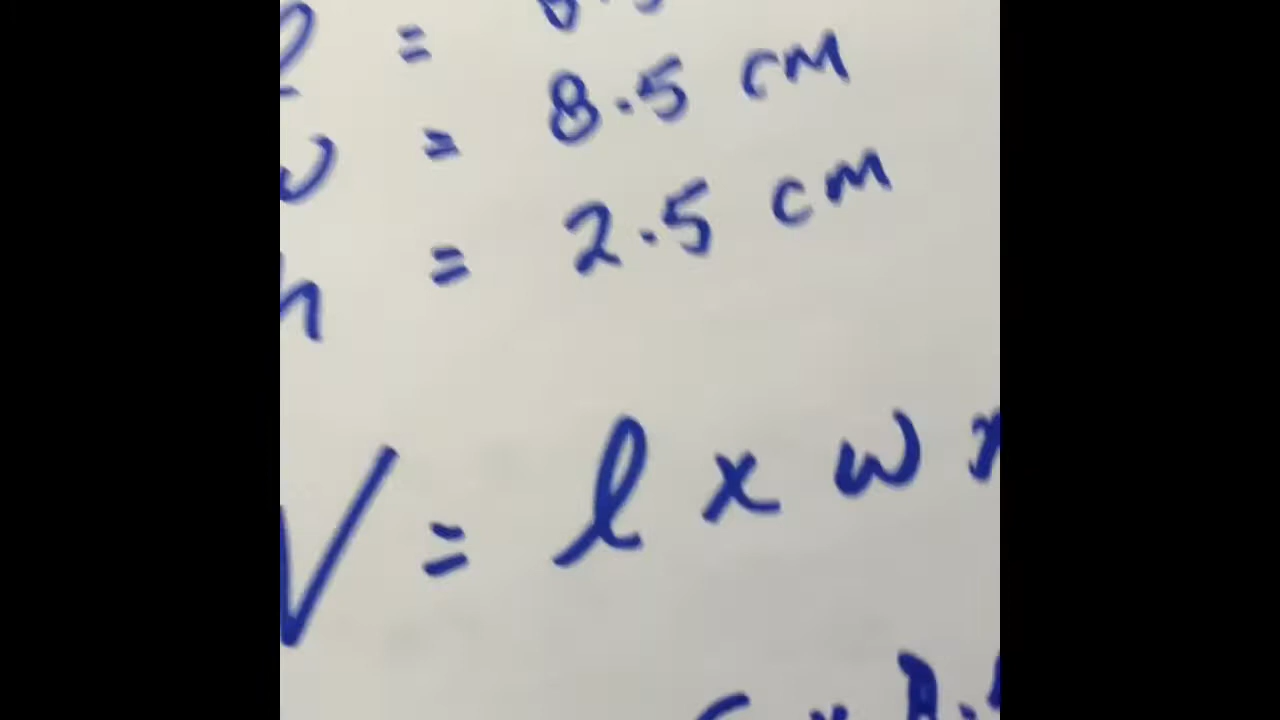 l =
w = 8.5 cm
h = 2.5 cm
V = l x w x